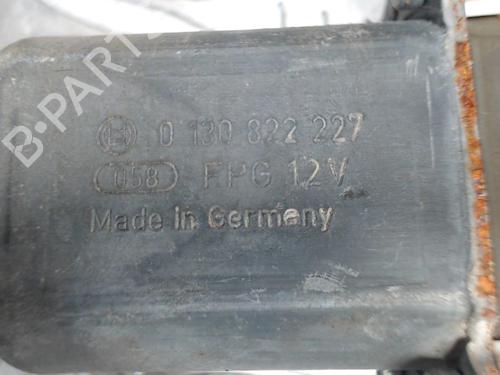 0 130 822 227
058 FPG 12V
Made in Germany
B-PARTS